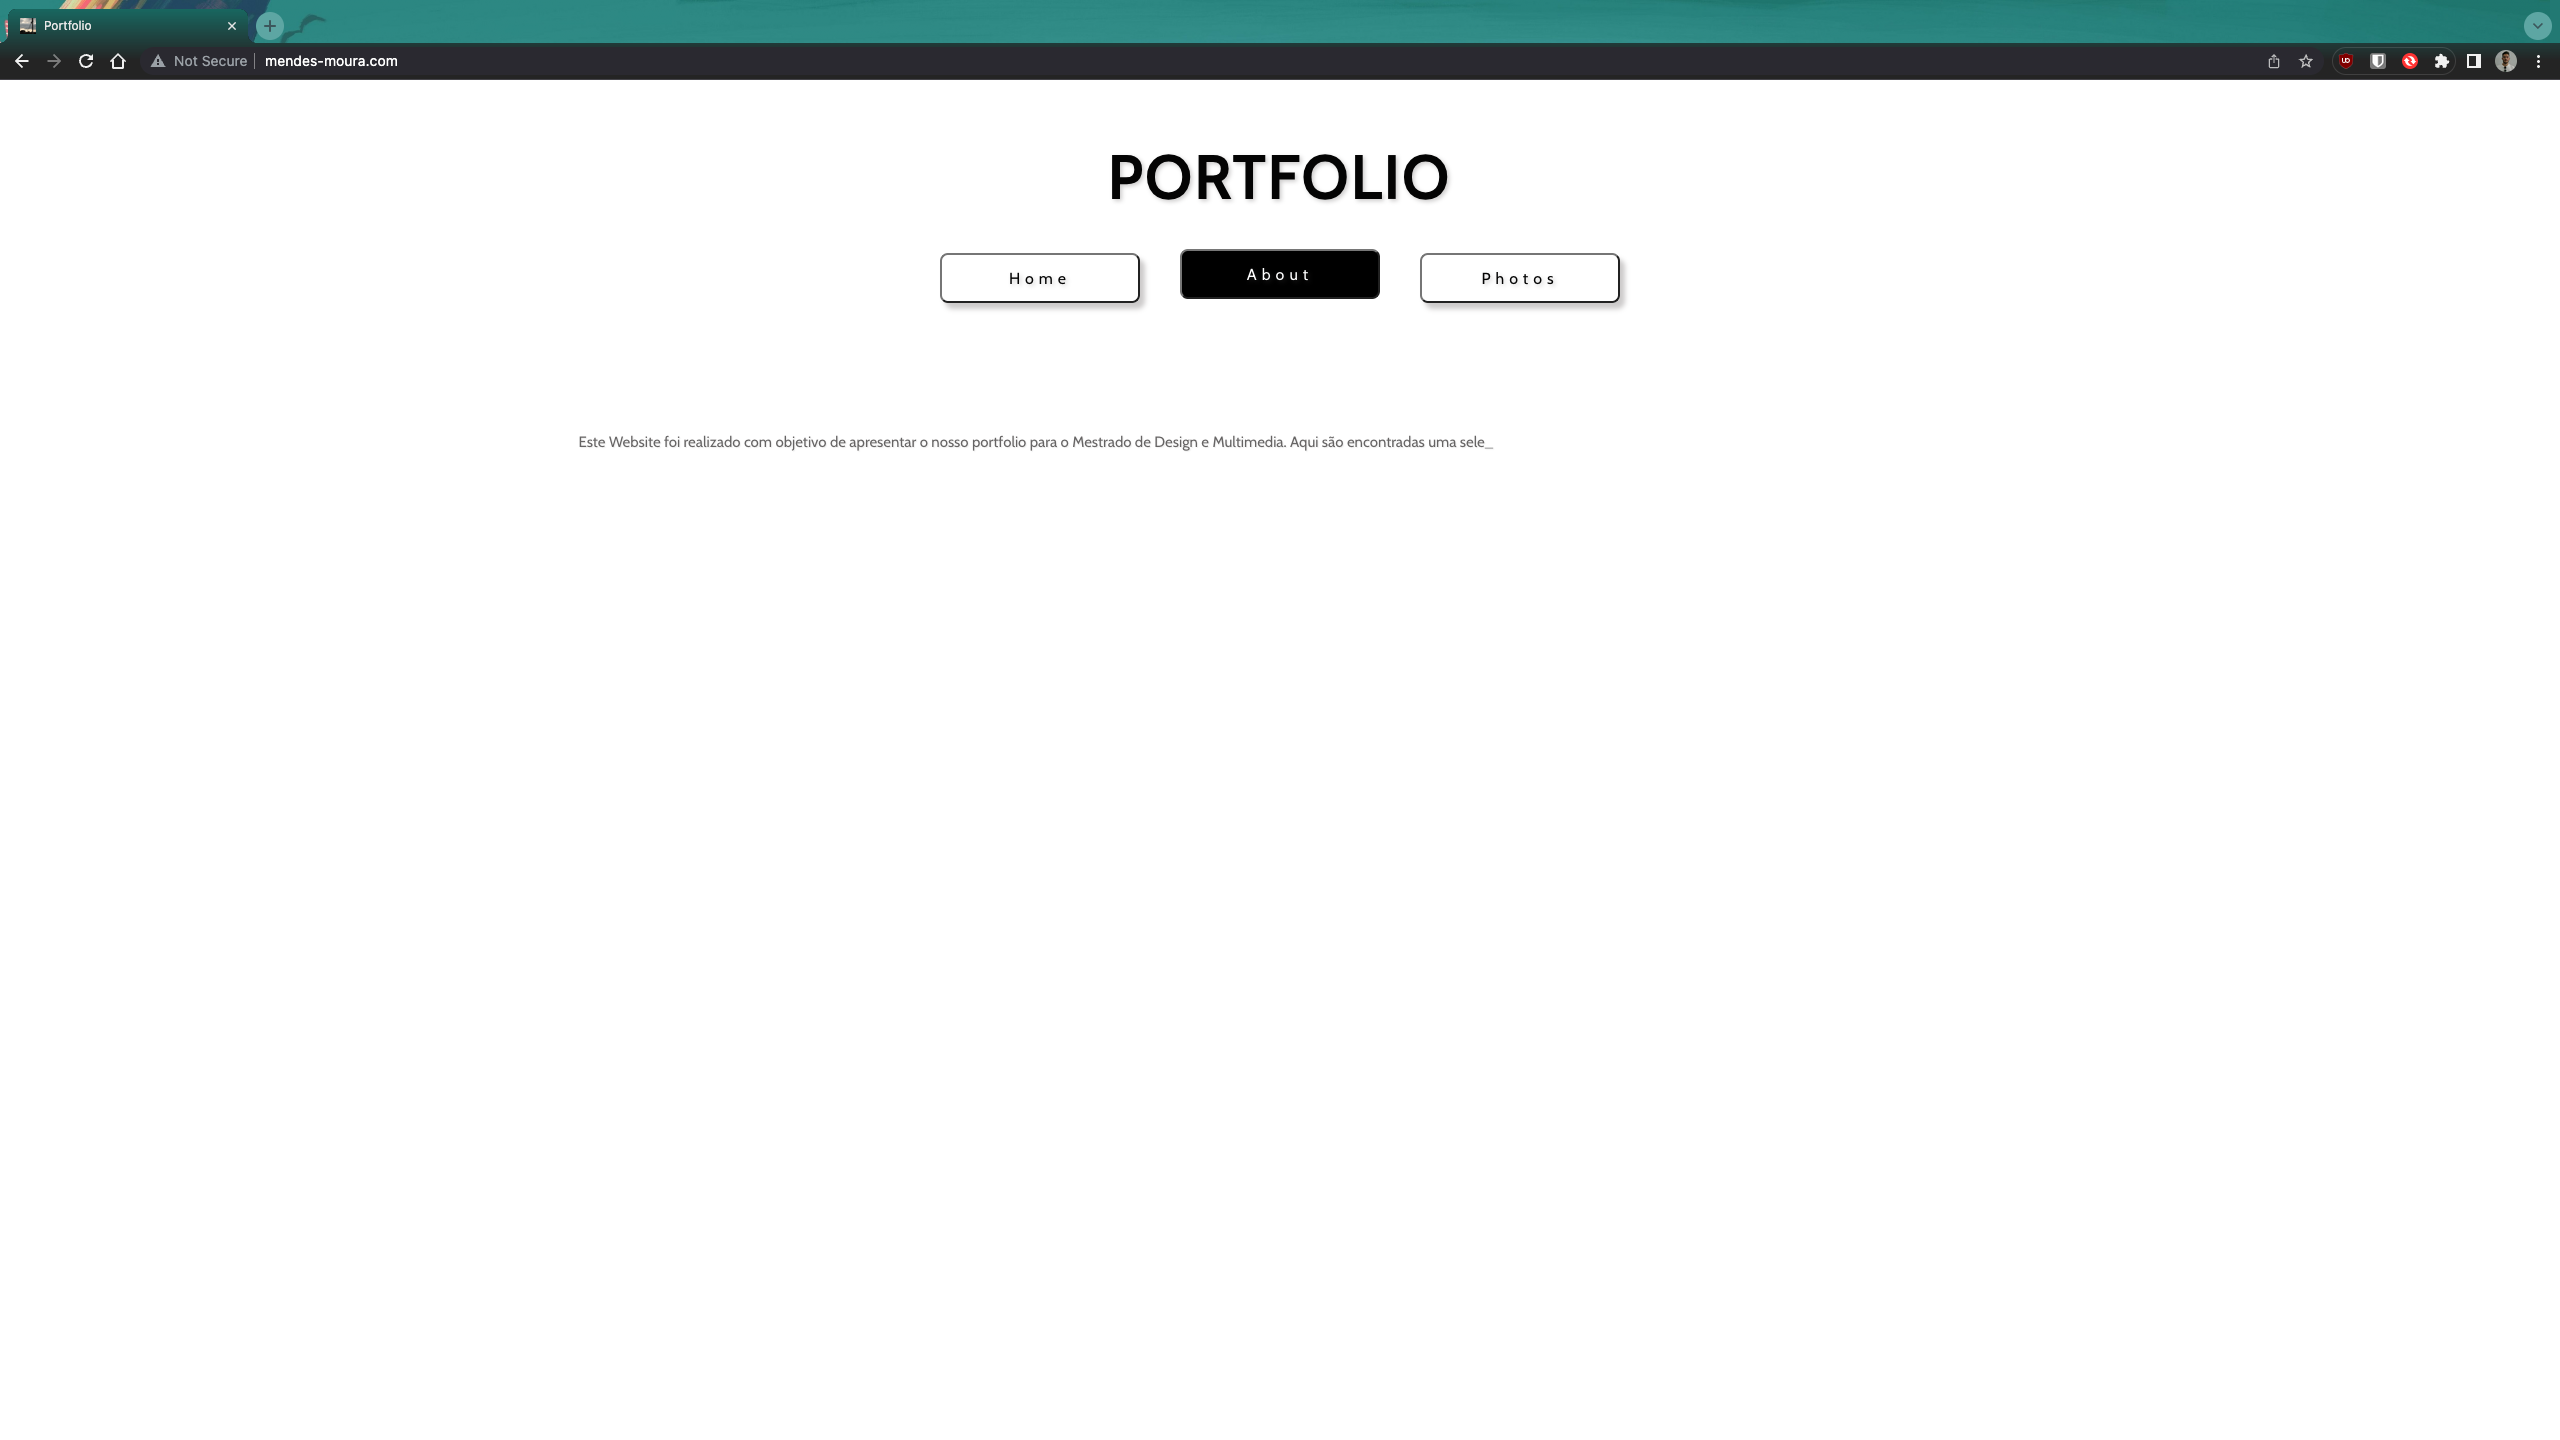 Portfolio
Not Secure
mendes-moura.com
PORTFOLIO
Home
About
Photos
Este Website foi realizado com objetivo de apresentar o nosso portfolio para o Mestrado de Design e Multimedia. Aqui são encontradas uma sele_